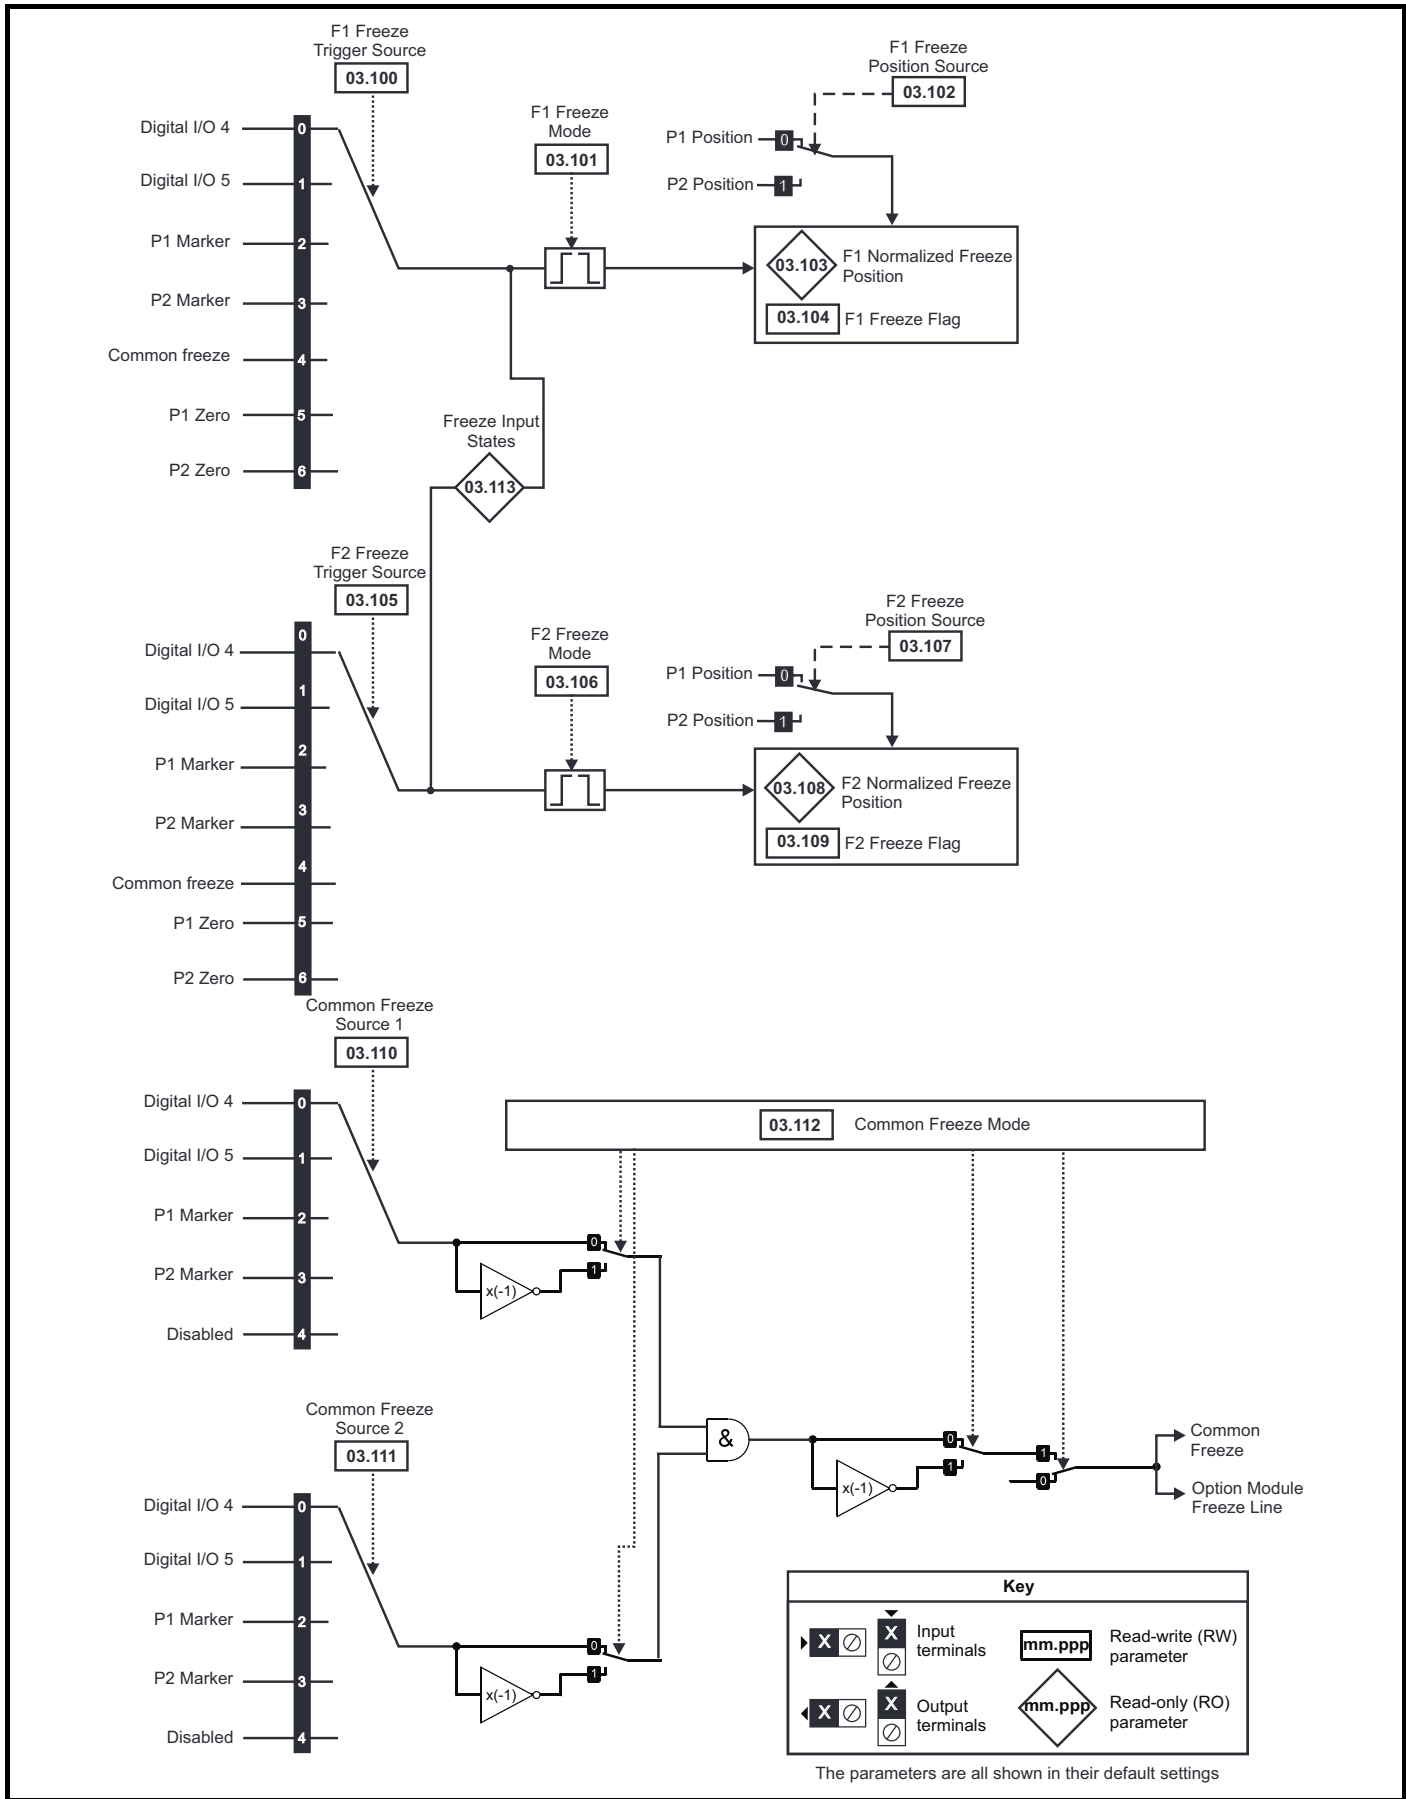 F1 Freeze
Trigger Source
03.100
Digital I/O 4
0
Digital I/O 5
1
P1 Marker
2
P2 Marker
3
Common freeze
4
P1 Zero
5
P2 Zero
6
F1 Freeze
Mode
03.101
F1 Freeze
Position Source
03.102
P1 Position
0
P2 Position
1
03.103
F1 Normalized Freeze
Position
03.104
F1 Freeze Flag
Freeze Input
States
03.113
F2 Freeze
Trigger Source
03.105
0
Digital I/O 4
1
Digital I/O 5
2
P1 Marker
3
P2 Marker
4
Common freeze
P1 Zero
5
P2 Zero
6
F2 Freeze
Mode
03.106
F2 Freeze
Position Source
03.107
P1 Position
0
P2 Position
1
03.108
F2 Normalized Freeze
Position
03.109
F2 Freeze Flag
Common Freeze
Source 1
03.110
Digital I/O 4
0
Digital I/O 5
1
P1 Marker
2
P2 Marker
3
Disabled
4
03.112
Common Freeze Mode
0
1
x(-1)
Common Freeze
Source 2
03.111
Digital I/O 4
0
Digital I/O 5
1
P1 Marker
2
P2 Marker
3
Disabled
4
0
1
x(-1)
&
0
1
x(-1)
1
0
Common
Freeze
Option Module
Freeze Line
Key
X
X
Input
terminals
mm.ppp
Read-write (RW)
parameter
X
X
Output
terminals
mm.ppp
Read-only (RO)
parameter
The parameters are all shown in their default settings